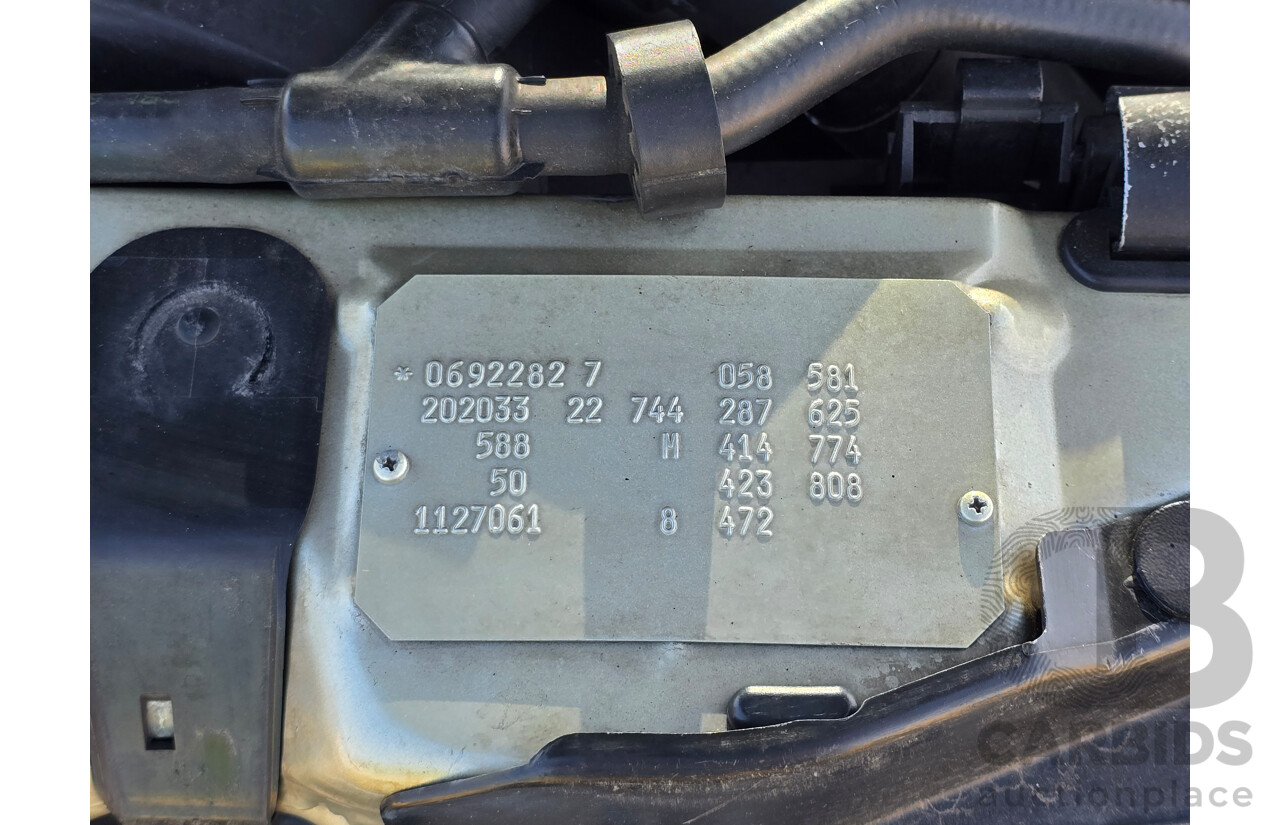 * 0692282 7 058 581
202033 22 744 287 625
588 M 414 774
50 423 808
1127061 8 472
CARBIDS
auctionplace